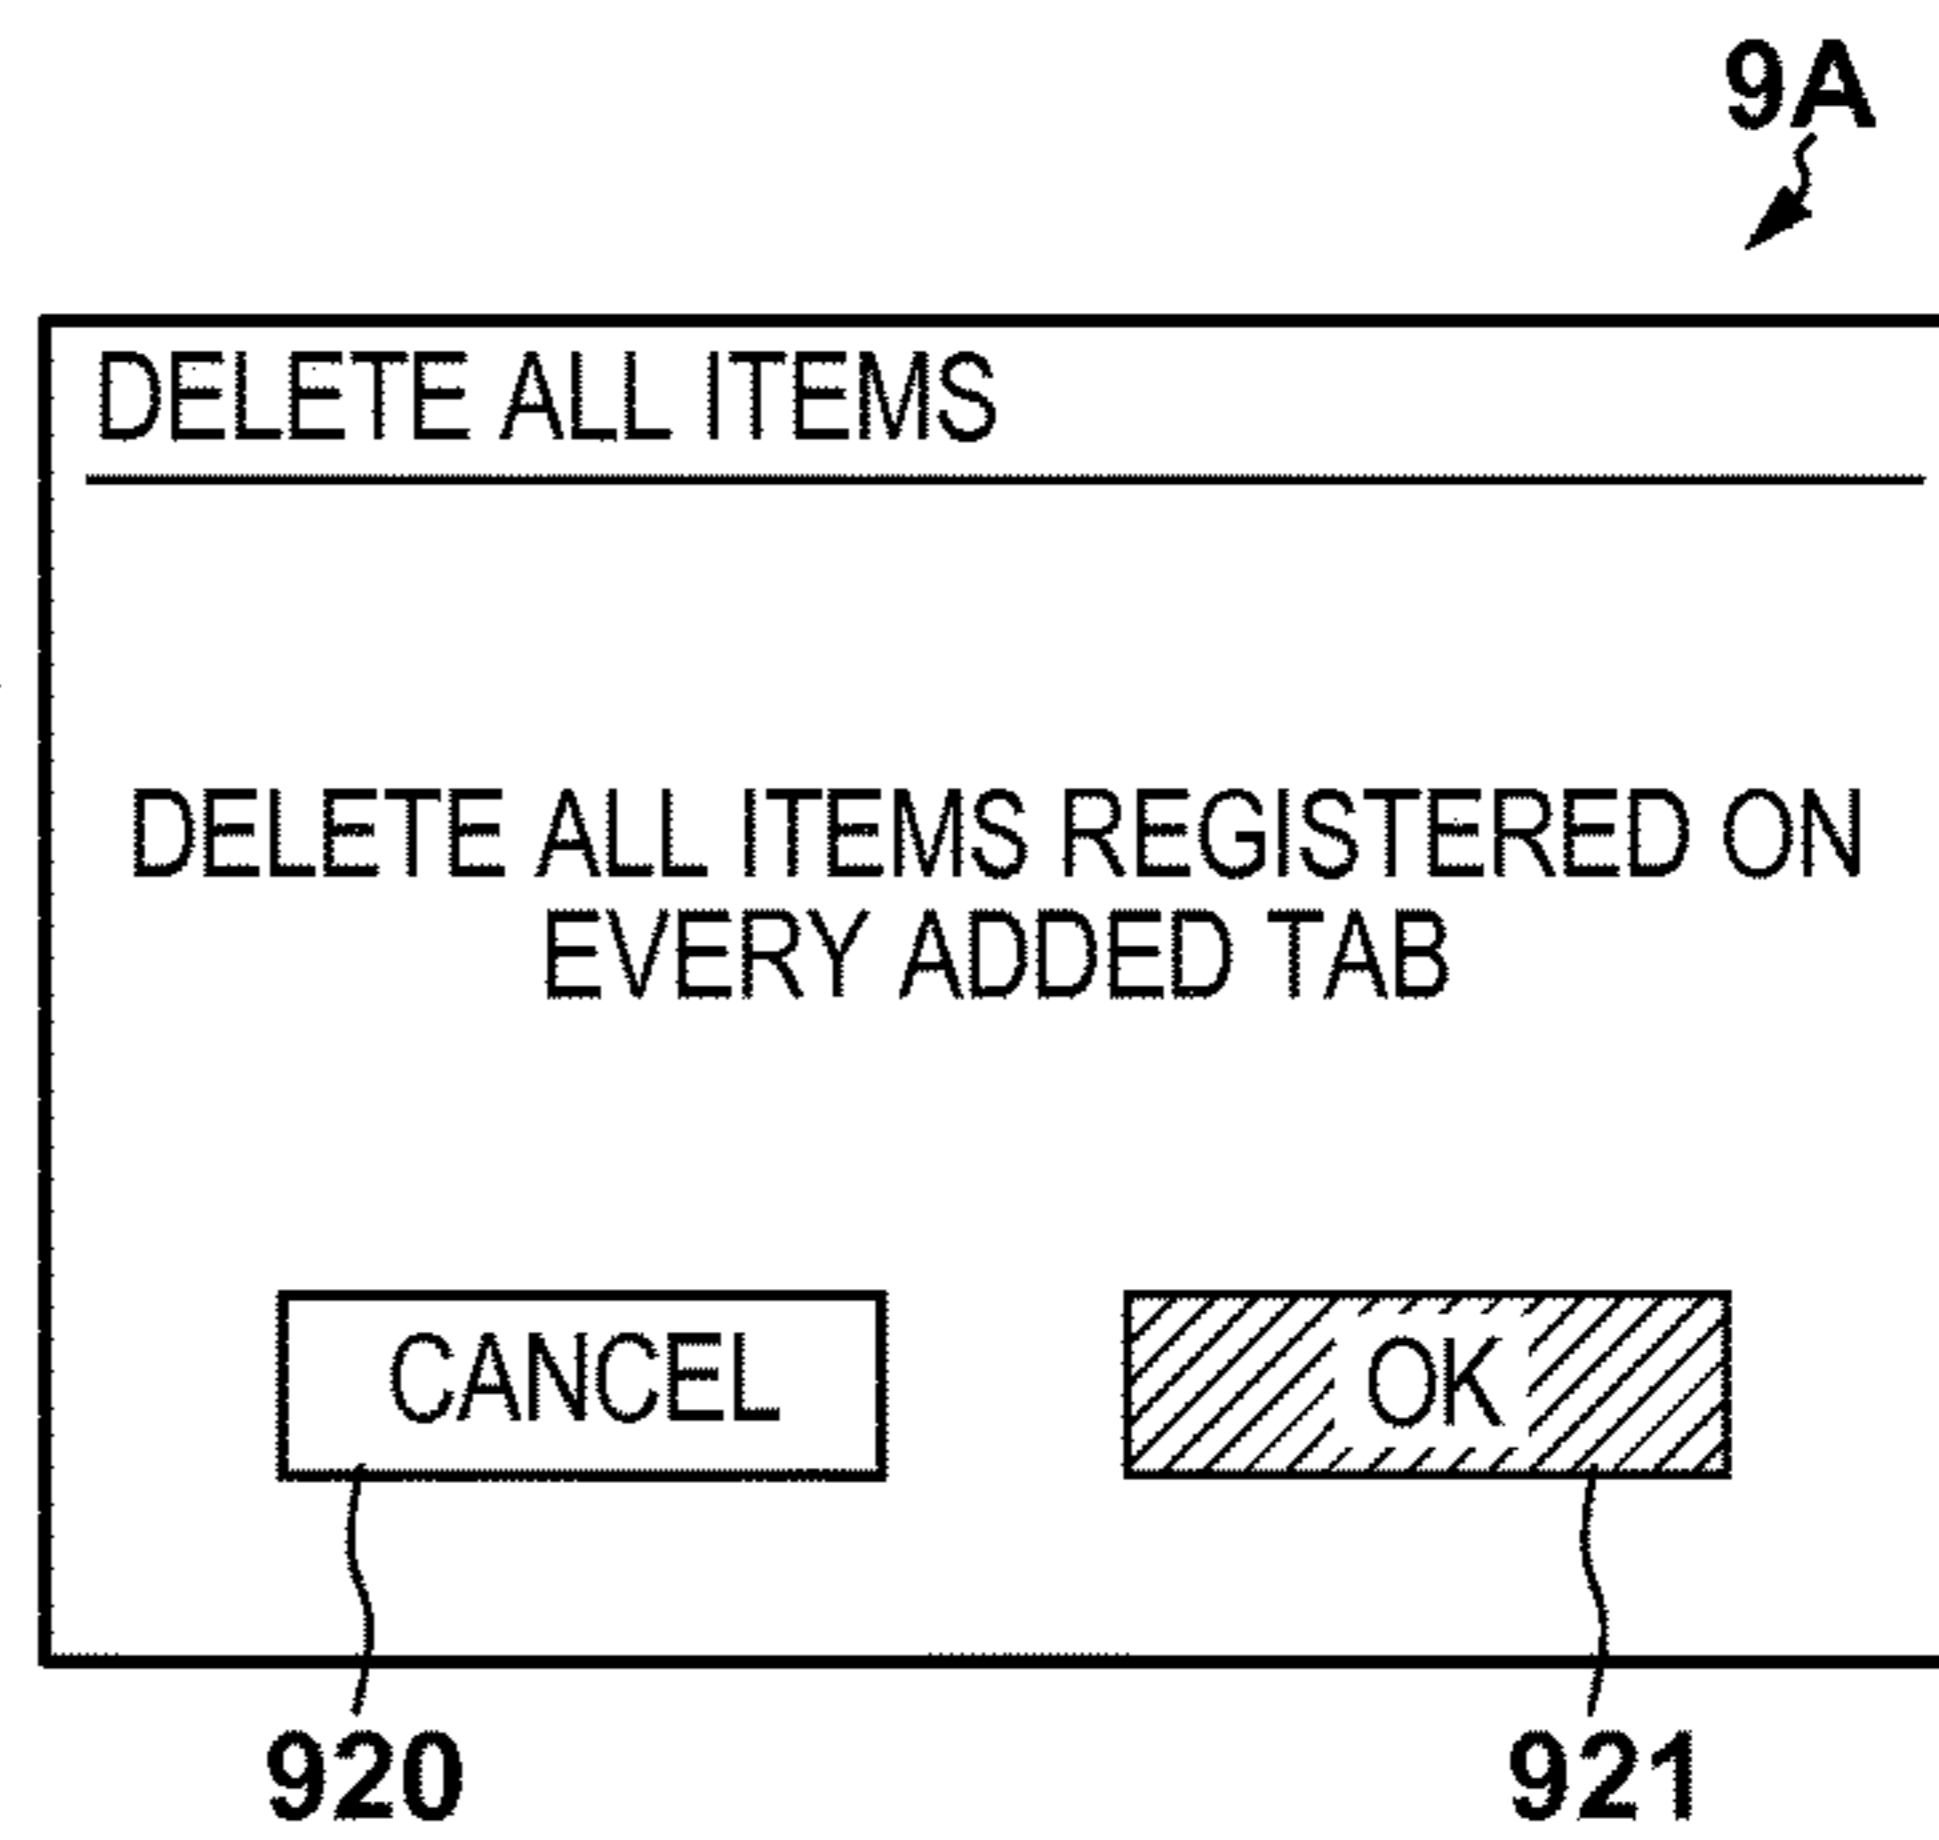 9A
DELETE ALL ITEMS
DELETE ALL ITEMS REGISTERED ON
EVERY ADDED TAB
CANCEL
OK
920
921